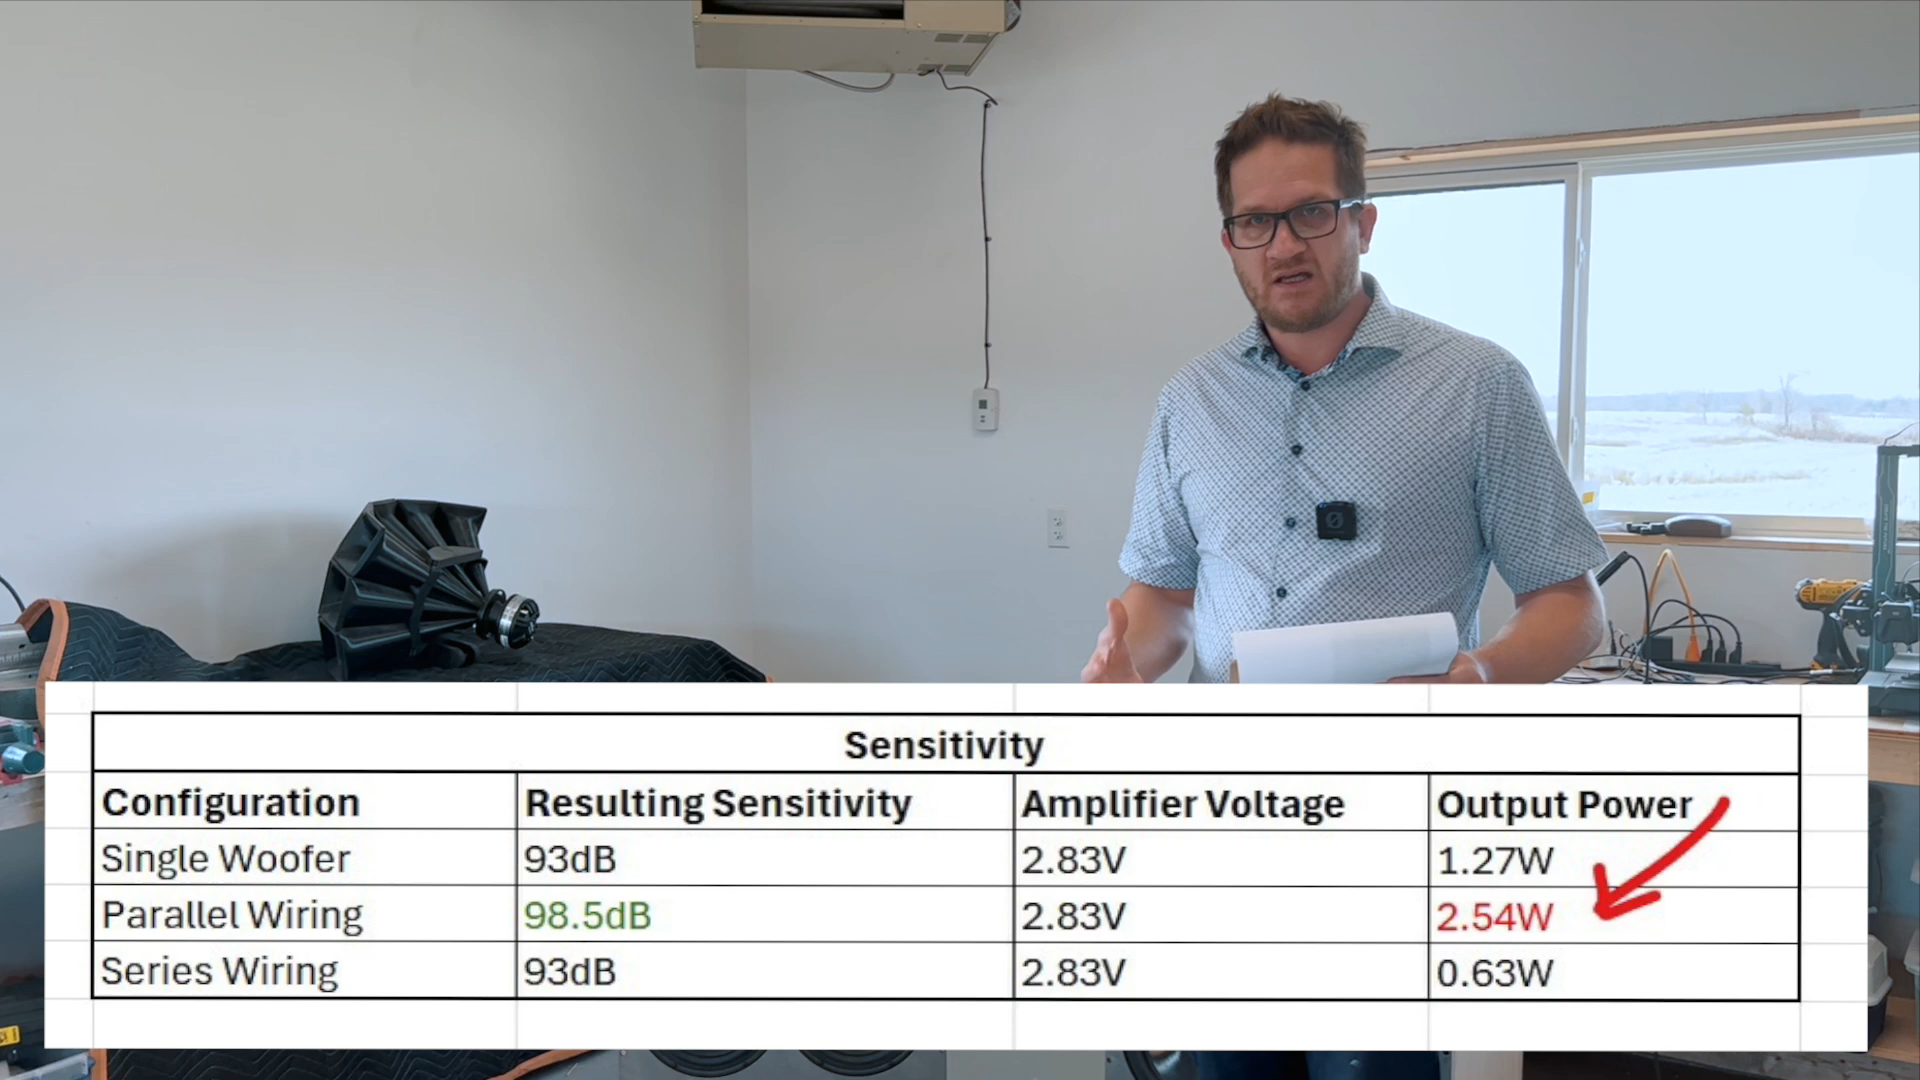 Sensitivity
Configuration Resulting Sensitivity Amplifier Voltage Output Power
Single Woofer 93dB 2.83V 1.27W
Parallel Wiring 98.5dB 2.83V 2.54W
Series Wiring 93dB 2.83V 0.63W